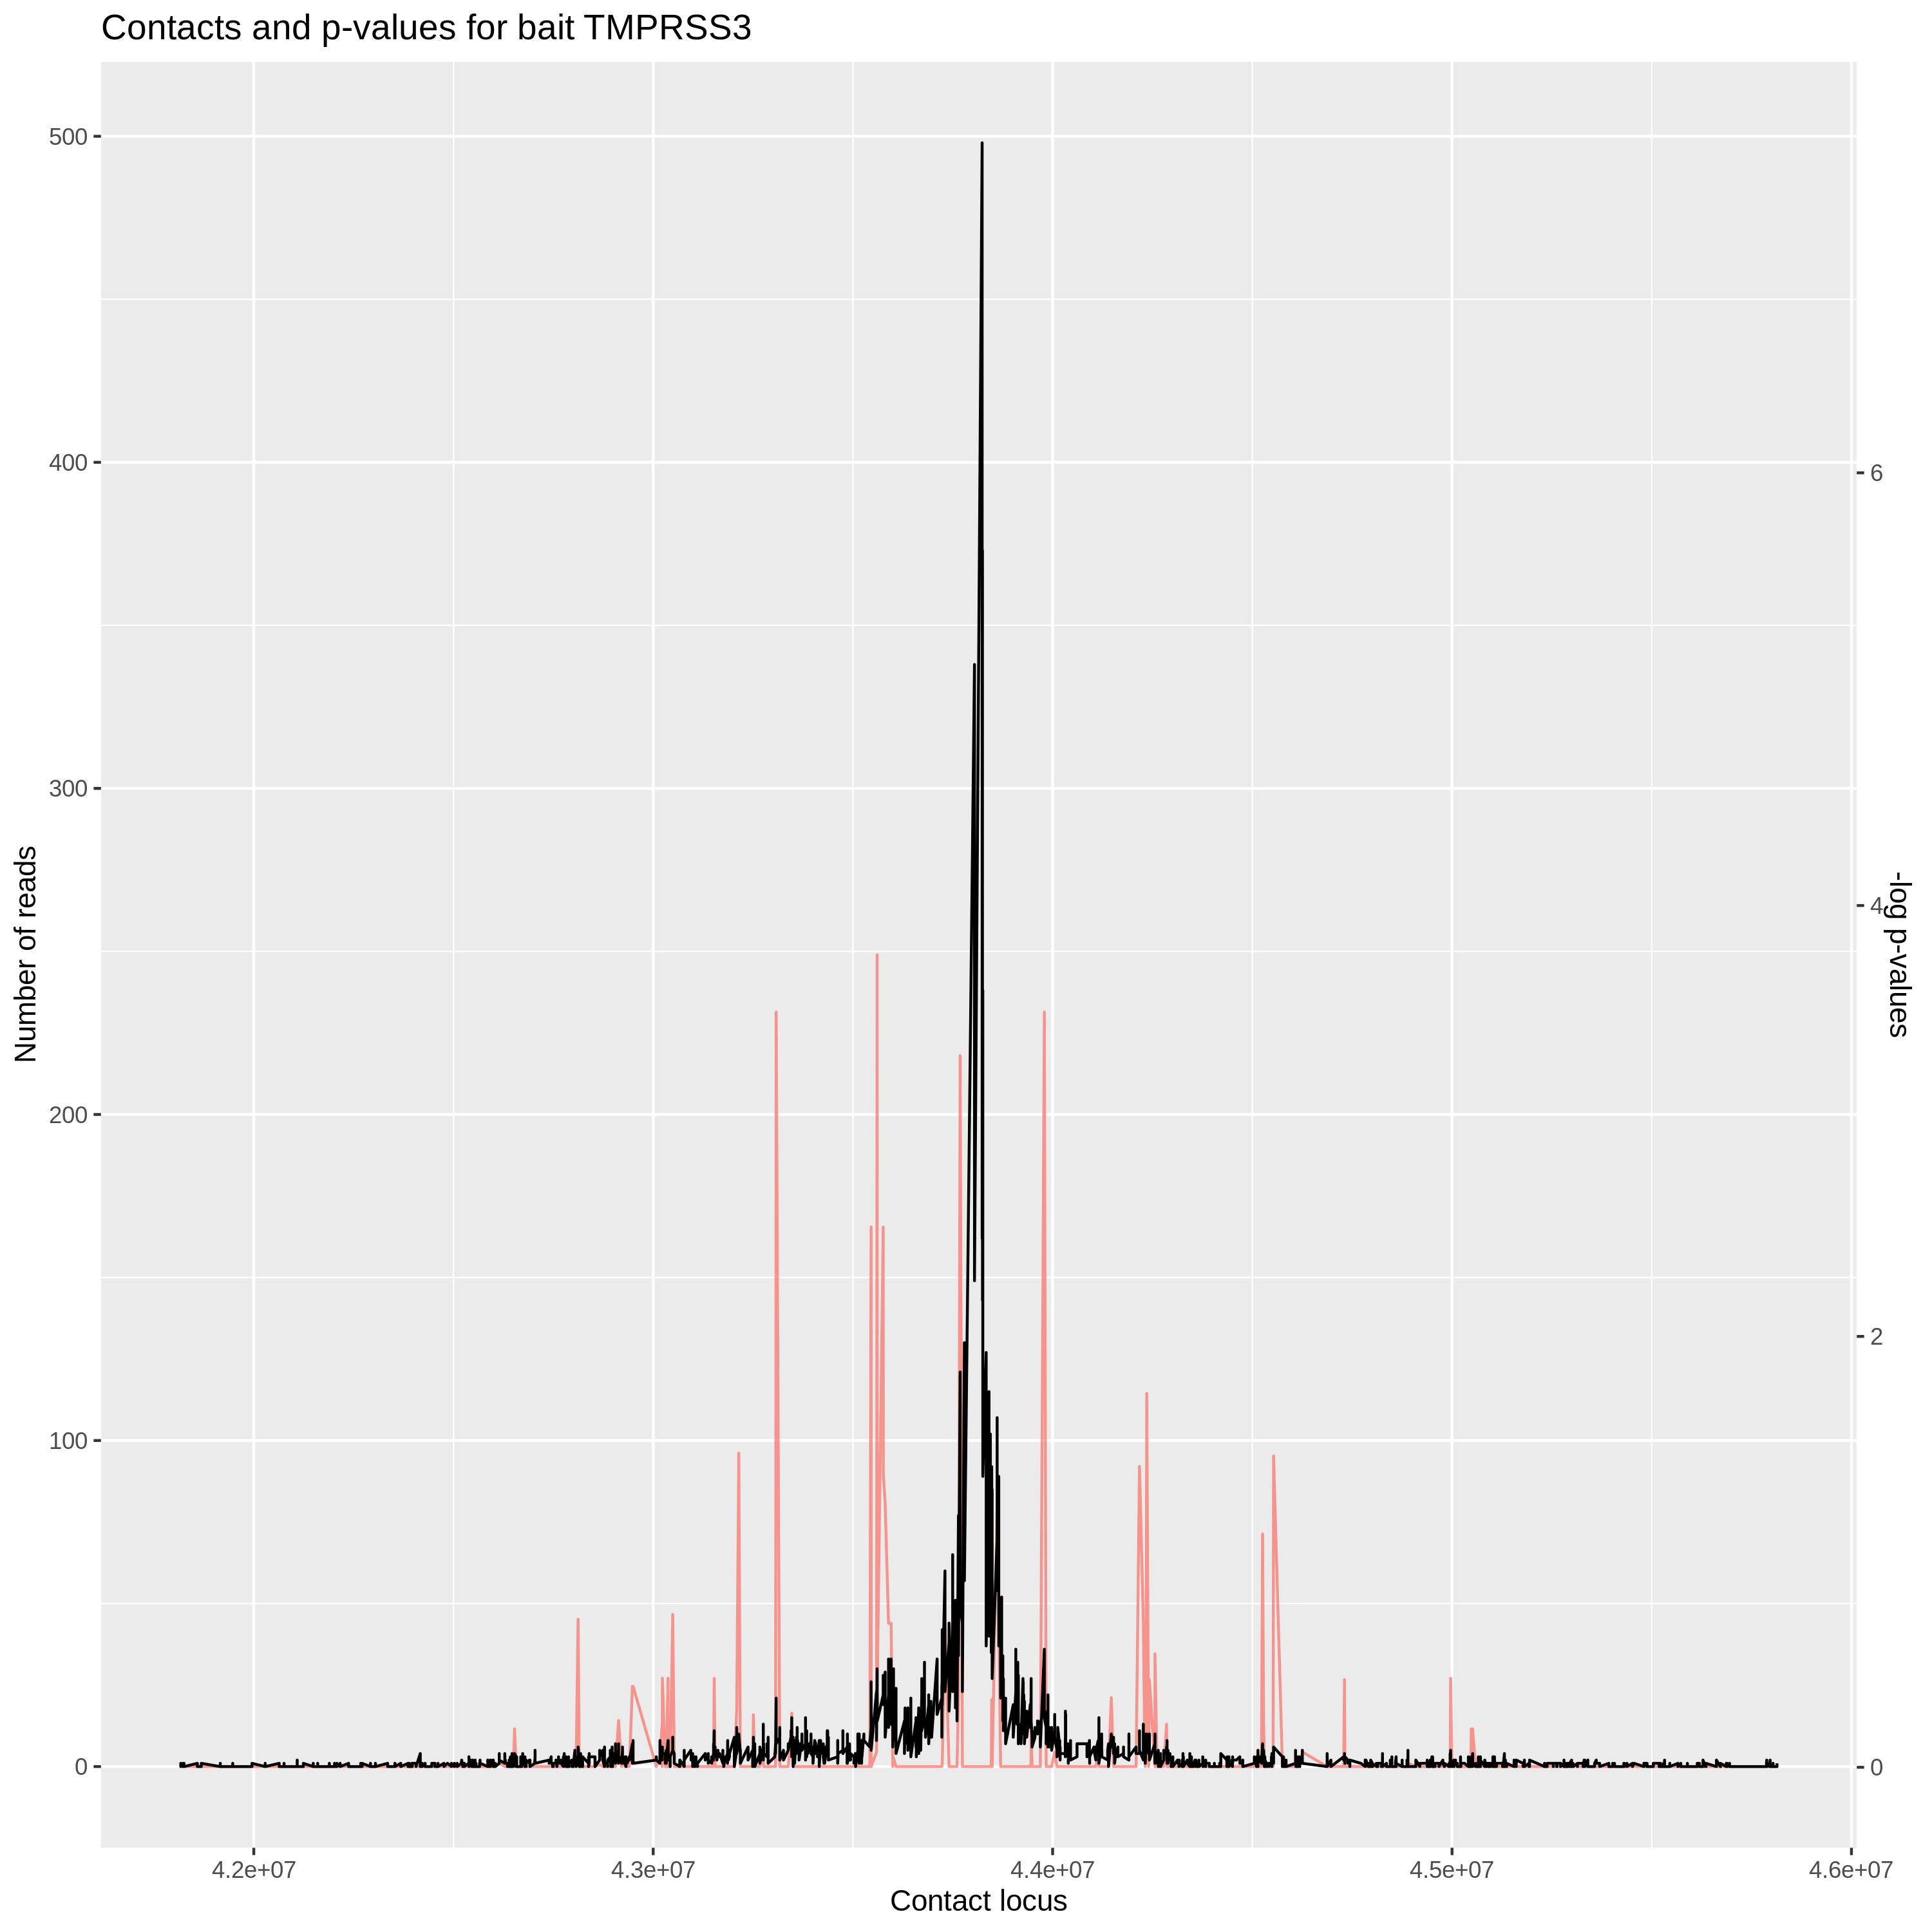 Contacts and p-values for bait TMPRSS3
500
400
300
200
100
0
Number of reads
6
4
2
0
-log p-values
4.2e+07
4.3e+07
4.4e+07
4.5e+07
4.6e+07
Contact locus